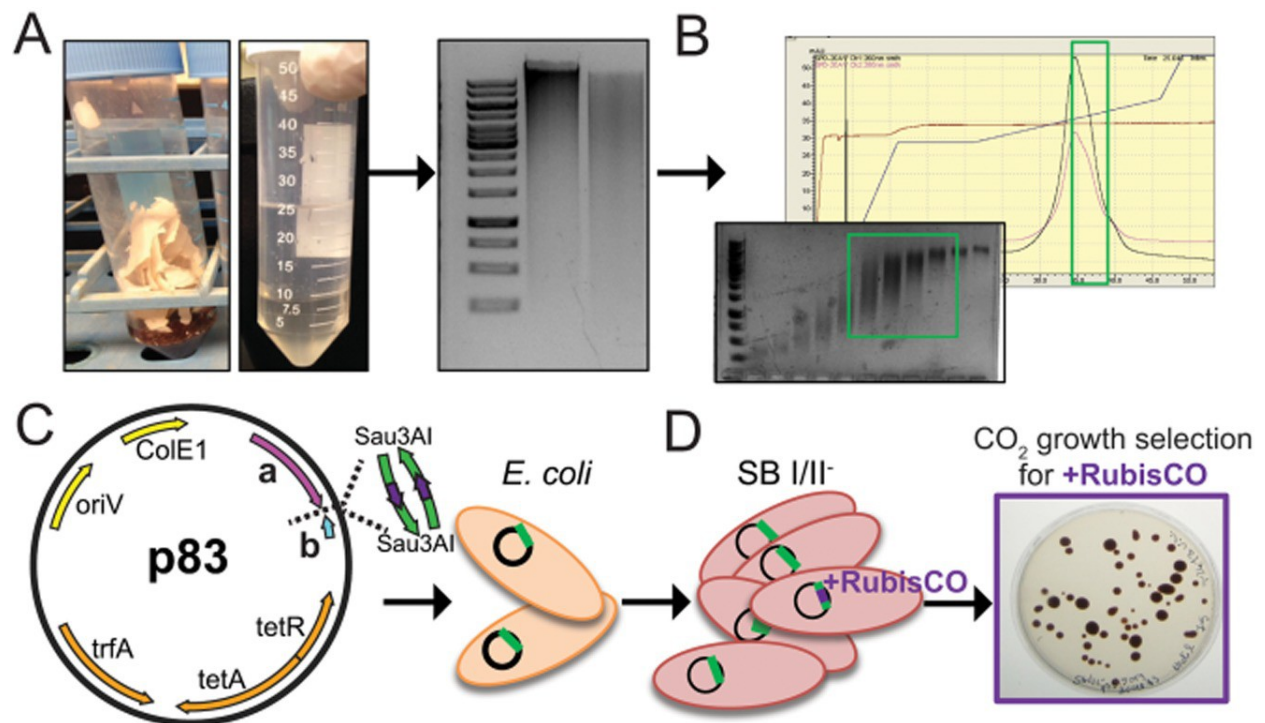 A
B
50
45
40
35
30
25
20
15
10
7.5
5
C
D
ColE1
oriV
a
b
p83
trfA
tetA
tetR
Sau3AI
Sau3AI
E. coli
SB I/II-
+RubisCO
CO2 growth selection
for +RubisCO